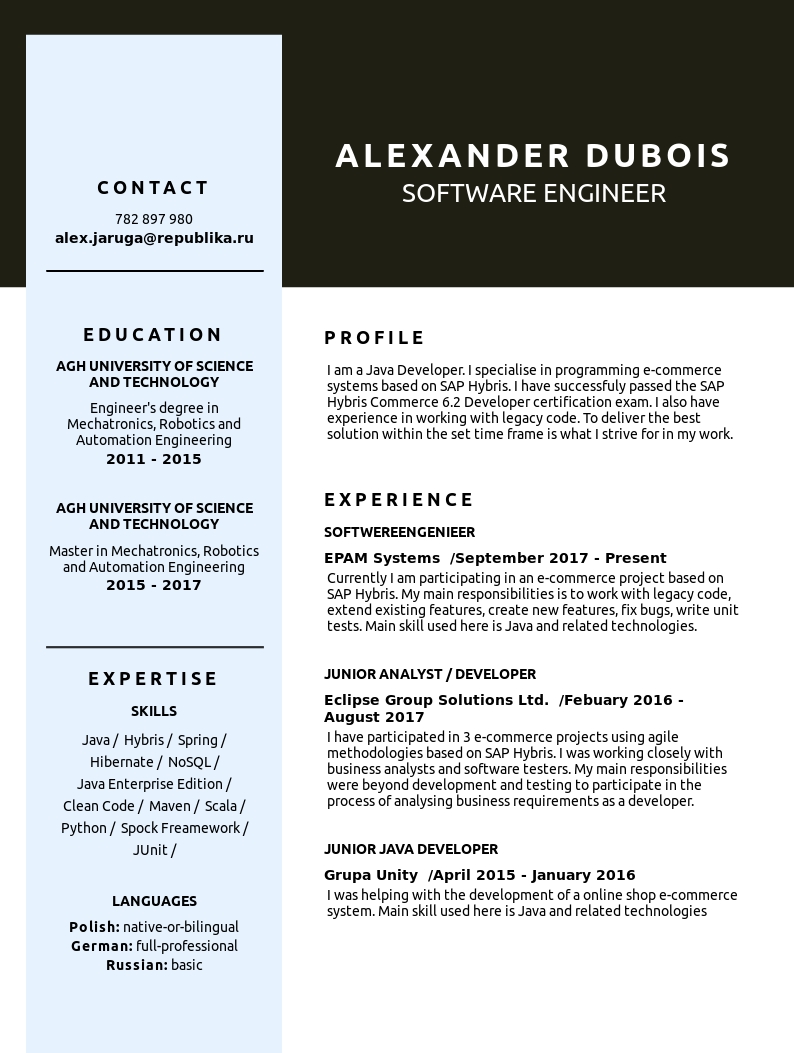 ALEXANDER DUBOIS
SOFTWARE ENGINEER
CONTACT
782 897 980
alex.jaruga@republika.ru
EDUCATION
AGH UNIVERSITY OF SCIENCE
AND TECHNOLOGY
Engineer's degree in
Mechatronics, Robotics and
Automation Engineering
2011 - 2015
AGH UNIVERSITY OF SCIENCE
AND TECHNOLOGY
Master in Mechatronics, Robotics
and Automation Engineering
2015 - 2017
EXPERTISE
SKILLS
Java / Hybris / Spring /
Hibernate / NoSQL /
Java Enterprise Edition /
Clean Code / Maven / Scala /
Python / Spock Freamework /
JUnit /
LANGUAGES
Polish: native-or-bilingual
German: full-professional
Russian: basic
PROFILE
I am a Java Developer. I specialise in programming e-commerce
systems based on SAP Hybris. I have successfuly passed the SAP
Hybris Commerce 6.2 Developer certification exam. I also have
experience in working with legacy code. To deliver the best
solution within the set time frame is what I strive for in my work.
EXPERIENCE
SOFTWEREENGENIEER
EPAM Systems /September 2017 - Present
Currently I am participating in an e-commerce project based on
SAP Hybris. My main responsibilities is to work with legacy code,
extend existing features, create new features, fix bugs, write unit
tests. Main skill used here is Java and related technologies.
JUNIOR ANALYST / DEVELOPER
Eclipse Group Solutions Ltd. /Febuary 2016 -
August 2017
I have participated in 3 e-commerce projects using agile
methodologies based on SAP Hybris. I was working closely with
business analysts and software testers. My main responsibilities
were beyond development and testing to participate in the
process of analysing business requirements as a developer.
JUNIOR JAVA DEVELOPER
Grupa Unity /April 2015 - January 2016
I was helping with the development of a online shop e-commerce
system. Main skill used here is Java and related technologies